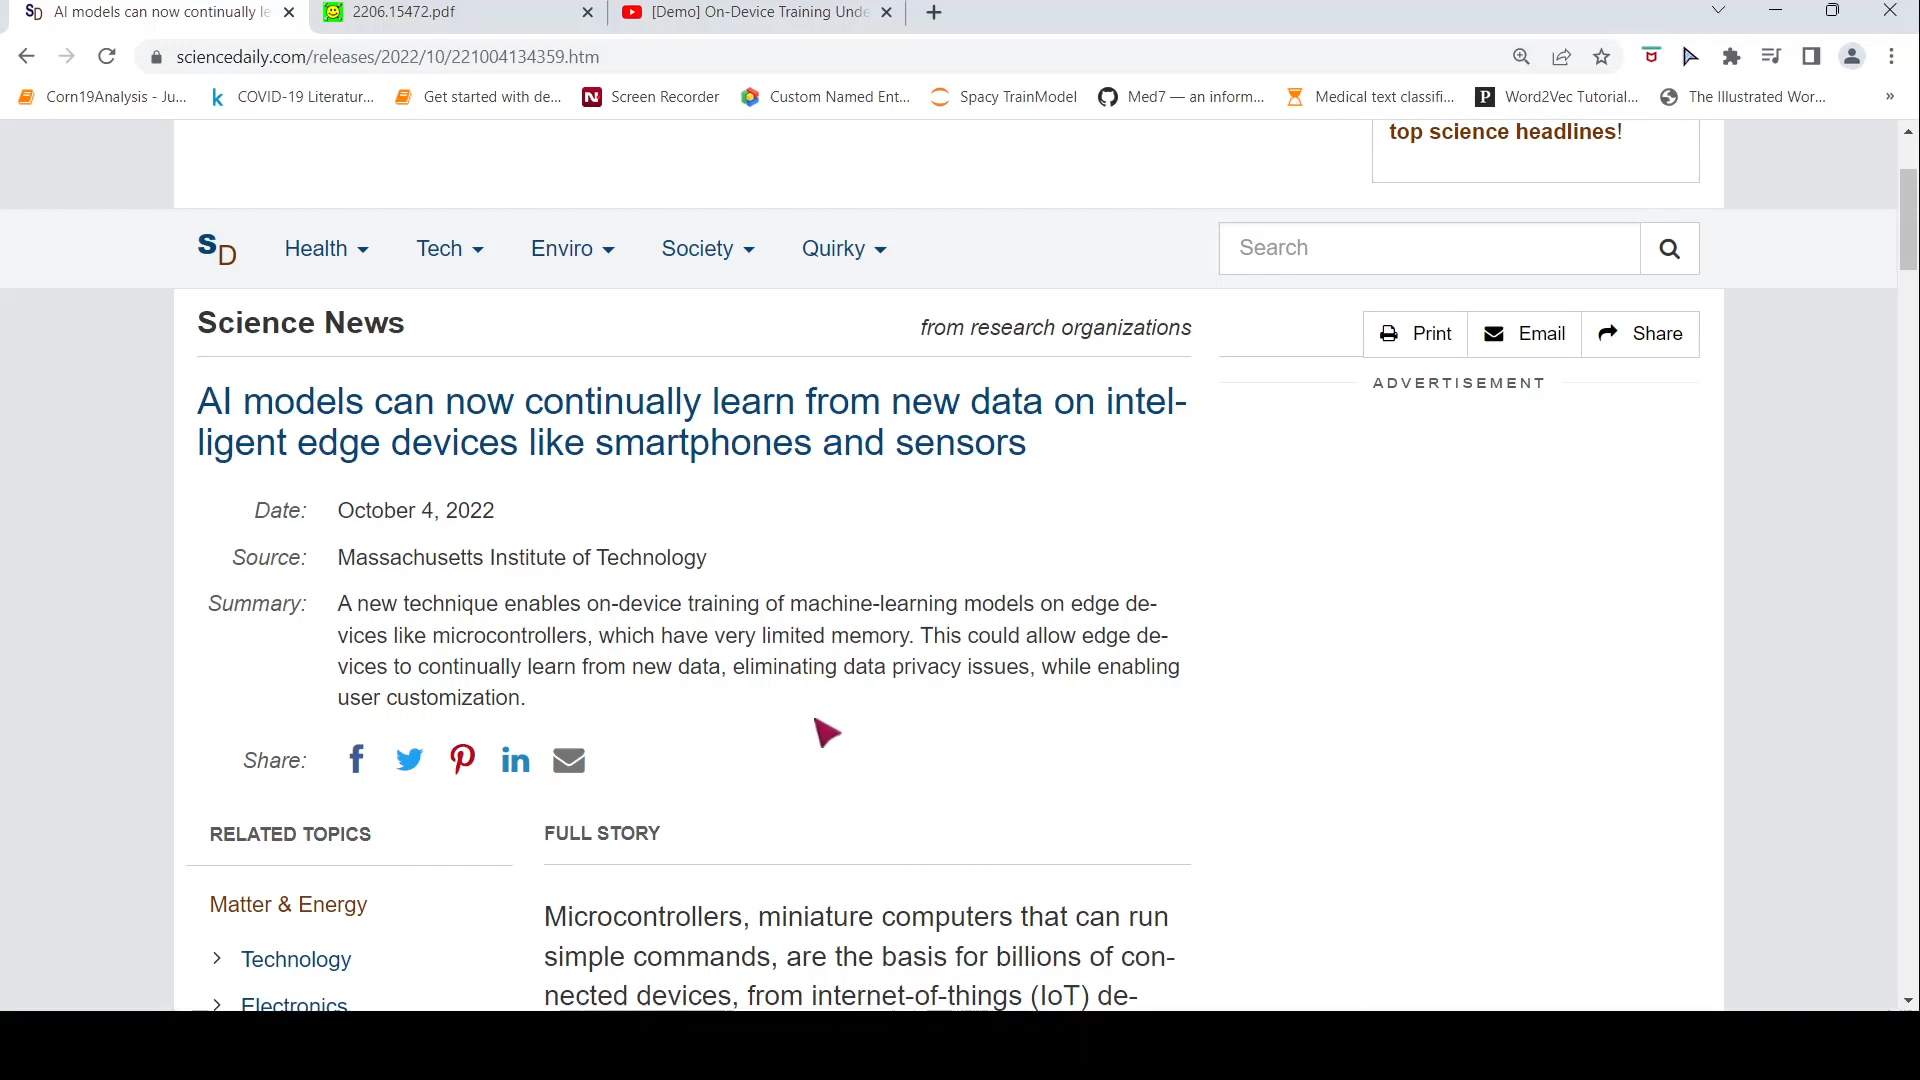 AI models can now continually le
2206.15472.pdf
[Demo] On-Device Training Unde
sciencedaily.com/releases/2022/10/221004134359.htm
Corn19Analysis - Ju...
COVID-19 Literatur...
Get started with de...
Screen Recorder
Custom Named Ent...
Spacy TrainModel
Med7 — an inform...
Medical text classifi...
Word2Vec Tutorial...
The Illustrated Wor...
»
top science headlines!
SD
Health
Tech
Enviro
Society
Quirky
Search
Science News
from research organizations
Print
Email
Share
ADVERTISEMENT
AI models can now continually learn from new data on intel-
ligent edge devices like smartphones and sensors
Date: October 4, 2022
Source: Massachusetts Institute of Technology
Summary: A new technique enables on-device training of machine-learning models on edge de-
vices like microcontrollers, which have very limited memory. This could allow edge de-
vices to continually learn from new data, eliminating data privacy issues, while enabling
user customization.
Share:
RELATED TOPICS
FULL STORY
Matter & Energy
Technology
Electronics
Microcontrollers, miniature computers that can run
simple commands, are the basis for billions of con-
nected devices, from internet-of-things (IoT) de-